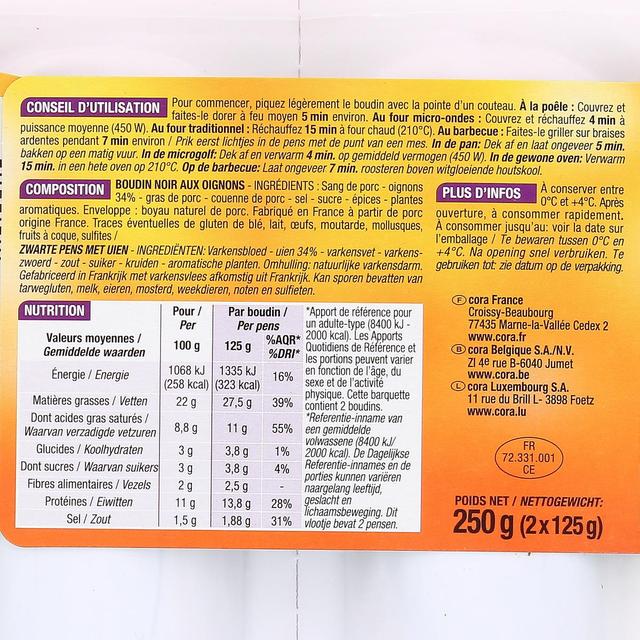 CONSEIL D'UTILISATION Pour commencer, piquez légèrement le boudin avec la pointe d'un couteau. À la poêle : Couvrez et
faites-le dorer à feu moyen 5 min environ. Au four micro-ondes : Couvrez et réchauffez 4 min à
puissance moyenne (450 W). Au four traditionnel : Réchauffez 15 min à four chaud (210°C). Au barbecue : Faites-le griller sur braises
ardentes pendant 7 min environ / Prik eerst lichtjes in de pens met de punt van een mes. In de pan: Dek af en laat ongeveer 5 min.
bakken op een matig vuur. In de microgolf: Dek af en verwarm 4 min. op gemiddeld vermogen (450 W). In de gewone oven: Verwarm
15 min. in een hete oven op 210°C. Op de barbecue: Laat ongeveer 7 min. roosteren boven witgloeiende houtskool.
COMPOSITION BOUDIN NOIR AUX OIGNONS - INGRÉDIENTS : Sang de porc - oignons
34% - gras de porc - couenne de porc - sel - sucre - épices - plantes
aromatiques. Enveloppe : boyau naturel de porc. Fabriqué en France à partir de porc
origine France. Traces éventuelles de gluten de blé, lait, œufs, moutarde, mollusques,
fruits à coque, sulfites /
ZWARTE PENS MET UIEN - INGREDIËNTEN: Varkensbloed - uien 34% - varkensvet - varkens-
zwoerd - zout - suiker - kruiden - aromatische planten. Omhulling: natuurlijke varkensdarm.
Gefabriceerd in Frankrijk met varkensvlees afkomstig uit Frankrijk. Kan sporen bevatten van
tarwegluten, melk, eieren, mosterd, weekdieren, noten en sulfieten.
PLUS D'INFOS À conserver entre
0°C et +4°C. Après
ouverture, à consommer rapidement.
À consommer jusqu'au: voir la date sur
l'emballage / Te bewaren tussen 0°C en
+4°C. Na opening snel verbruiken. Te
gebruiken tot: zie datum op de verpakking.
NUTRITION
Pour / Par boudin /
Per Per pens
Valeurs moyennes / 100 g 125 g %AQR*
Gemiddelde waarden %DRI*
Énergie / Energie 1068 kJ 1335 kJ 16%
(258 kcal) (323 kcal)
Matières grasses / Vetten 22 g 27,5 g 39%
Dont acides gras saturés /
Waarvan verzadigde vetzuren 8,8 g 11 g 55%
Glucides / Koolhydraten 3 g 3,8 g 1%
Dont sucres / Waarvan suikers 3 g 3,8 g 4%
Fibres alimentaires / Vezels 2 g 2,5 g -
Protéines / Eiwitten 11 g 13,8 g 28%
Sel / Zout 1,5 g 1,88 g 31%
*Apport de référence pour
un adulte-type (8400 kJ -
2000 kcal). Les Apports
Quotidiens de Référence et
les portions peuvent varier
en fonction de l'âge, du
sexe et de l'activité
physique. Cette barquette
contient 2 boudins.
*Referentie-inname van
een gemiddelde
volwassene (8400 kJ/
2000 kcal). De Dagelijkse
Referentie-innames en de
porties kunnen variëren
naargelang leeftijd,
geslacht en
lichaamsbeweging. Dit
vlootje bevat 2 pensen.
F cora France
Croissy-Beaubourg
77435 Marne-la-Vallée Cedex 2
www.cora.fr
B cora Belgique S.A./N.V.
ZI 4e rue B-6040 Jumet
www.cora.be
L cora Luxembourg S.A.
11 rue du Brill L- 3898 Foetz
www.cora.lu
FR
72.331.001
CE
POIDS NET / NETTOGEWICHT:
250 g (2x125g)